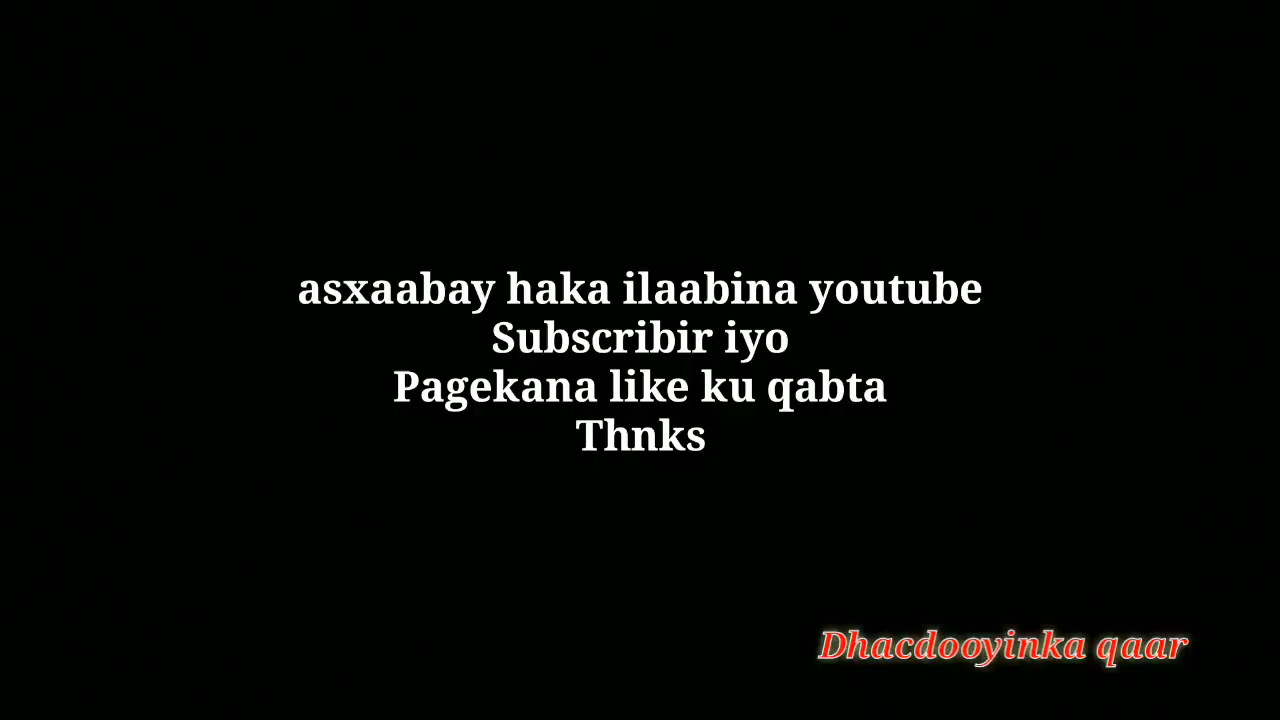 asxaabay haka ilaabina youtube
Subscribir iyo
Pagekana like ku qabta
Thnks
Dhacdooyinka qaar